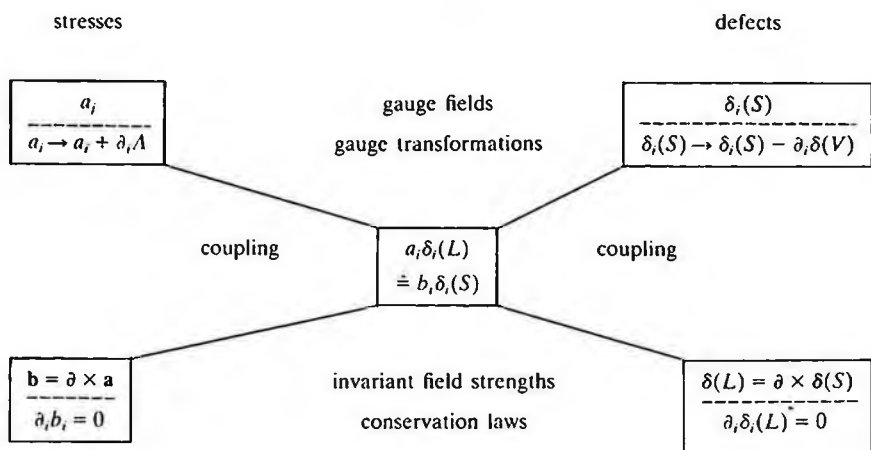 stresses defects
a_i gauge fields δ_i(S)
a_i → a_i + ∂_iΛ gauge transformations δ_i(S) → δ_i(S) − ∂_iδ(V)
coupling a_iδ_i(L) coupling
≐ b_iδ_i(S)
b = ∂ × a invariant field strengths δ(L) = ∂ × δ(S)
∂_ib_i = 0 conservation laws ∂_iδ_i(L) = 0